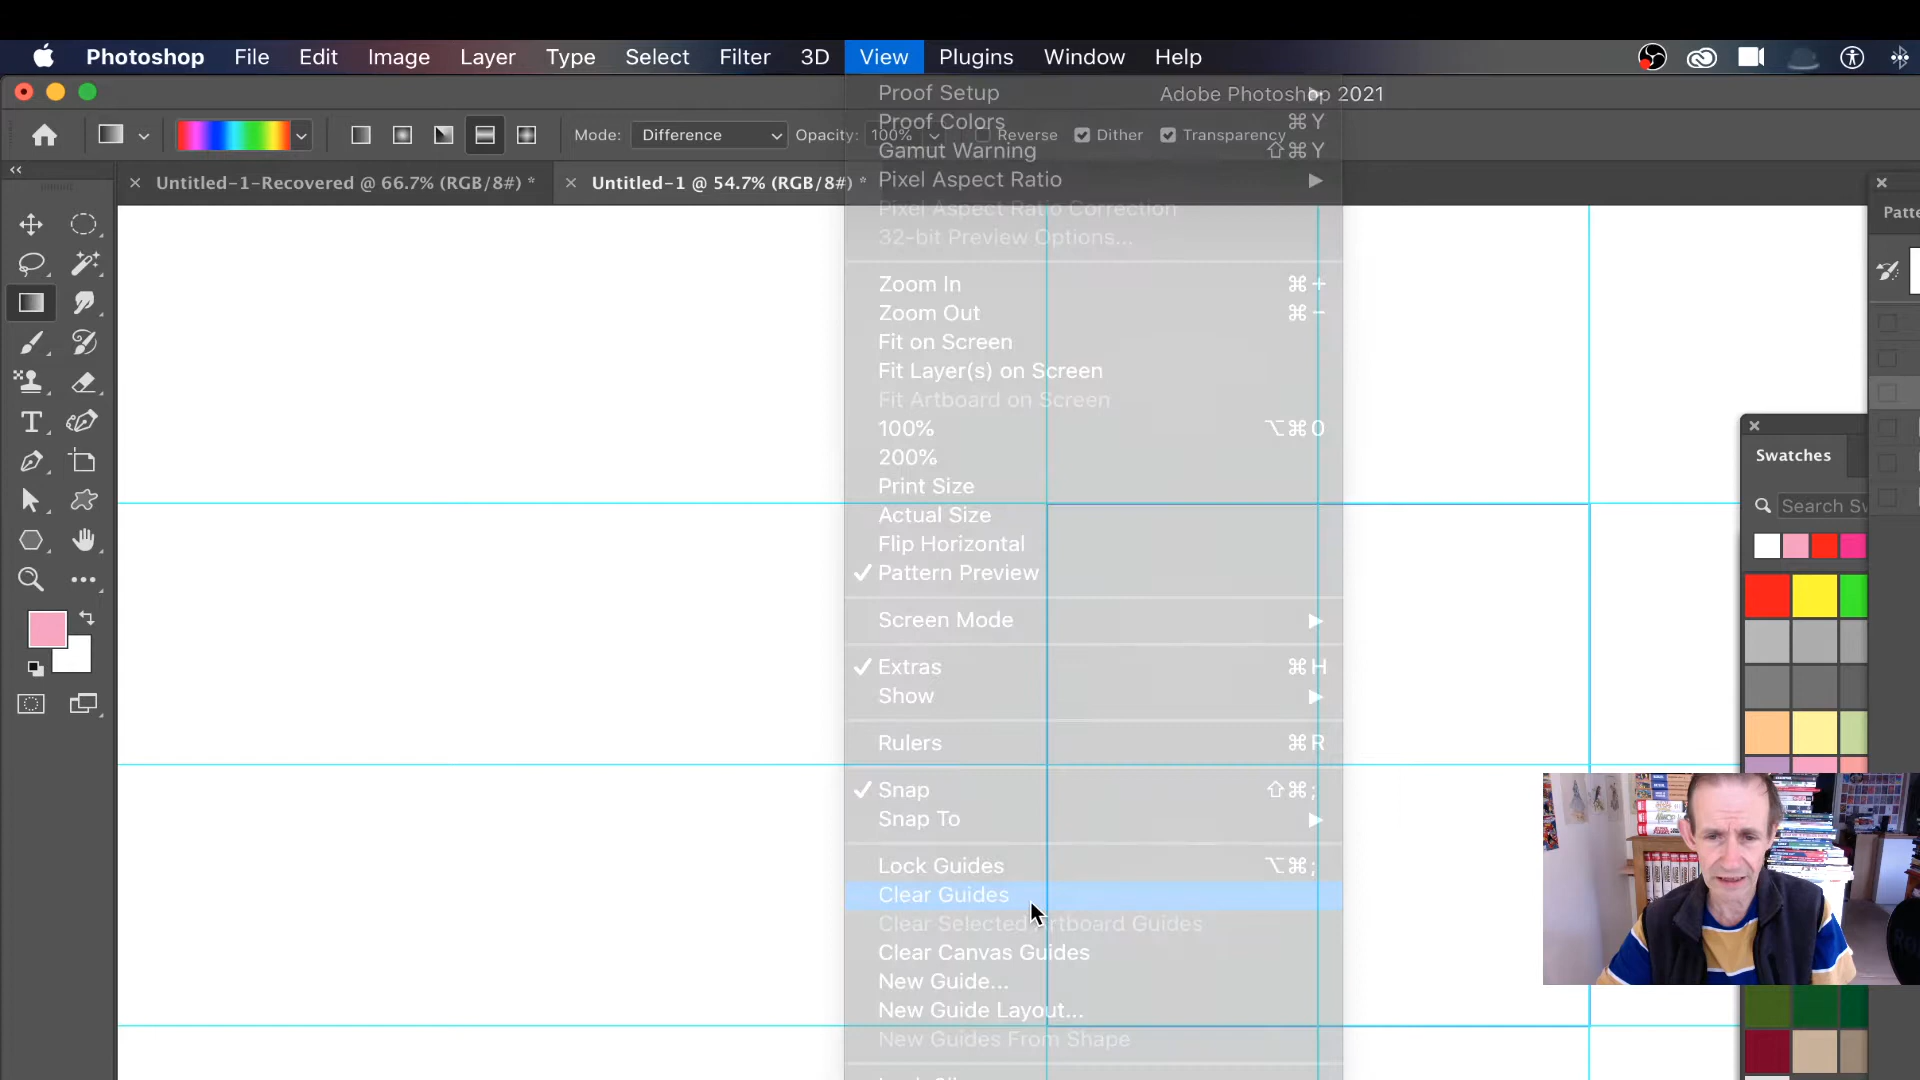 Photoshop File Edit Image Layer Type Select Filter 3D View Plugins Window Help
Proof Setup
Adobe Photoshop 2021
Mode: Difference Opacity: 100% Reverse Dither Transparency
Proof Colors ⌘Y
Gamut Warning ⇧⌘Y
Untitled-1-Recovered @ 66.7% (RGB/8#) *
Untitled-1 @ 54.7% (RGB/8#) *
Pixel Aspect Ratio
Pixel Aspect Ratio Correction
32-bit Preview Options...
Zoom In ⌘+
Zoom Out ⌘−
Fit on Screen
Fit Layer(s) on Screen
Fit Artboard on Screen
100% ⌥⌘0
200%
Print Size
Actual Size
Flip Horizontal
Pattern Preview
Screen Mode
Extras ⌘H
Show
Rulers ⌘R
Snap ⇧⌘;
Snap To
Lock Guides ⌥⌘;
Clear Guides
Clear Selected Artboard Guides
Clear Canvas Guides
New Guide...
New Guide Layout...
New Guides From Shape
Patte
Swatches
Search Sw